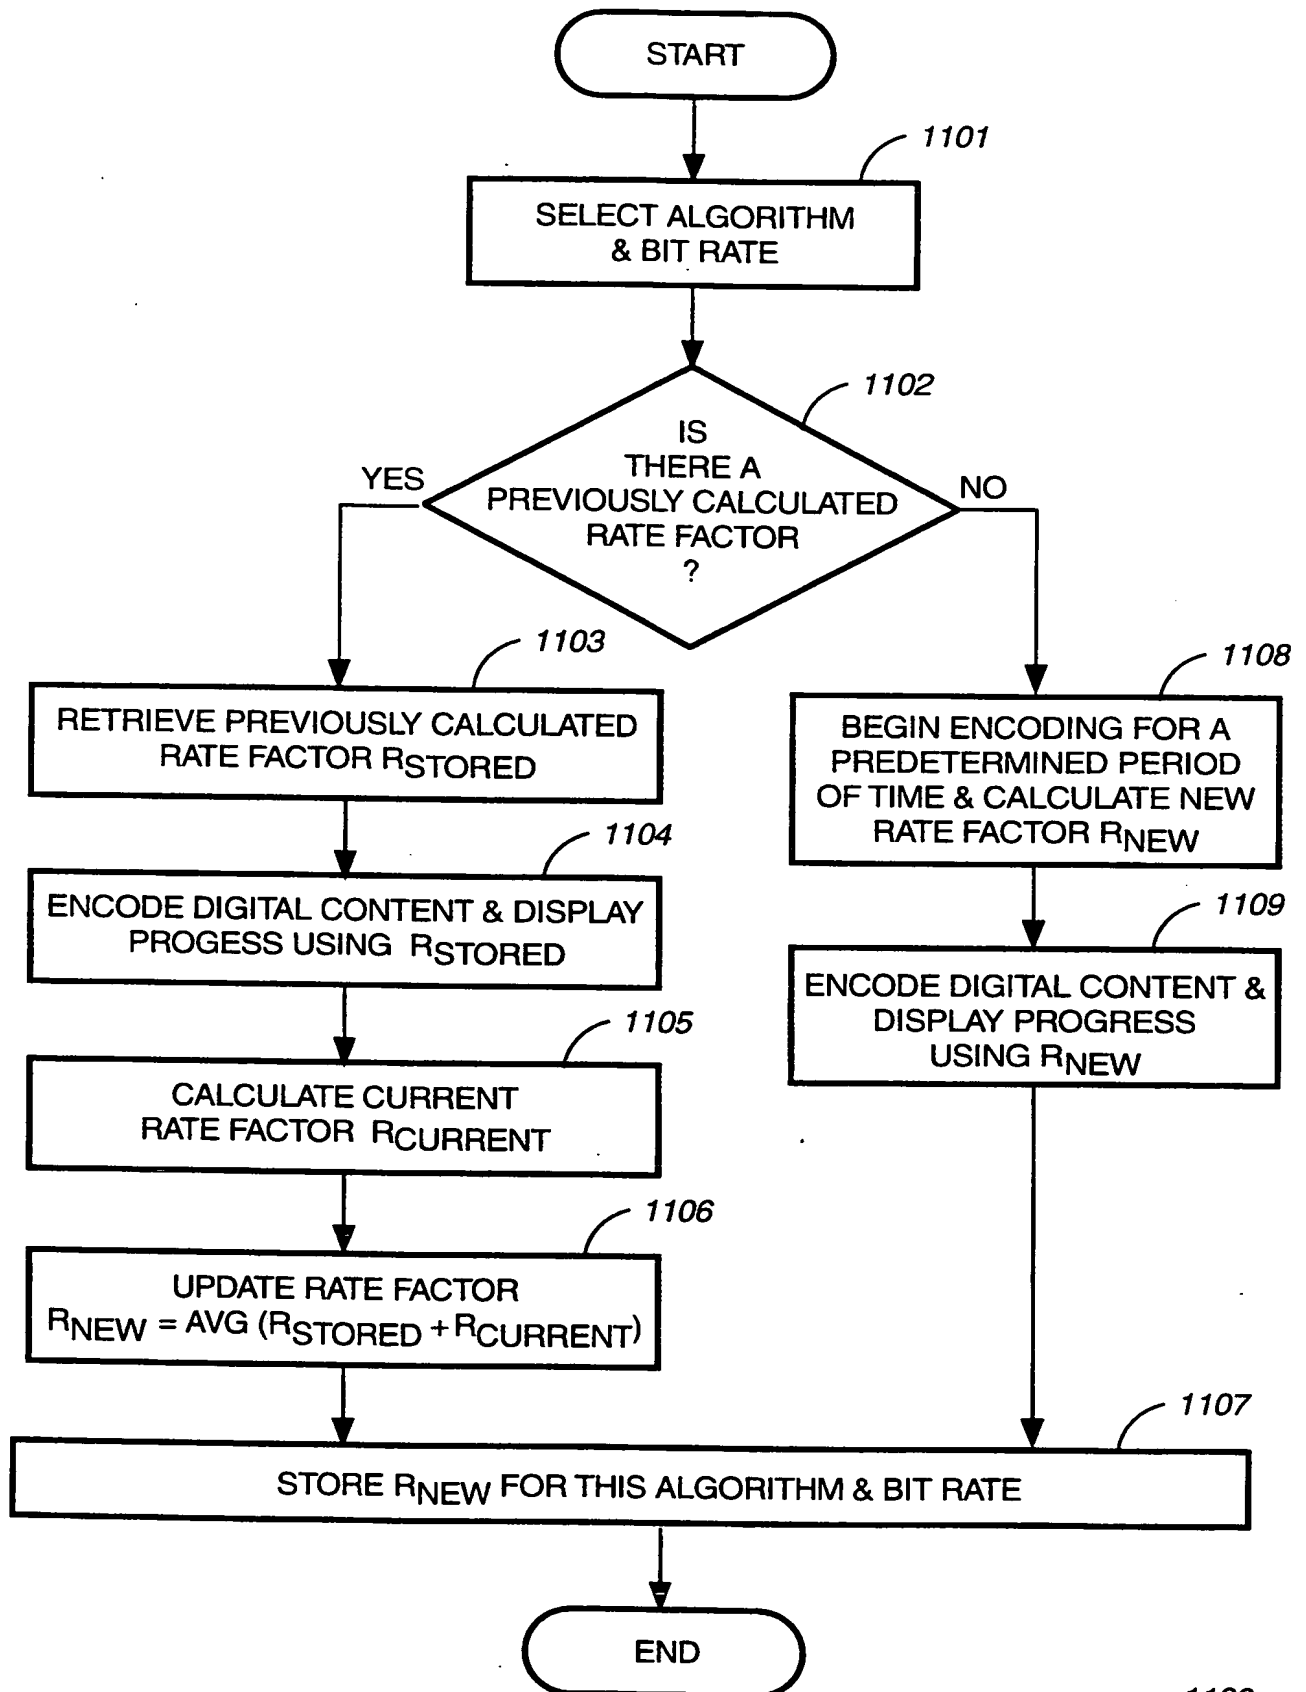 START
1101
SELECT ALGORITHM
& BIT RATE
1102
IS
THERE A
PREVIOUSLY CALCULATED
RATE FACTOR
?
YES
NO
1103
RETRIEVE PREVIOUSLY CALCULATED
RATE FACTOR RSTORED
1104
ENCODE DIGITAL CONTENT & DISPLAY
PROGESS USING RSTORED
1105
CALCULATE CURRENT
RATE FACTOR RCURRENT
1106
UPDATE RATE FACTOR
RNEW = AVG (RSTORED + RCURRENT)
1108
BEGIN ENCODING FOR A
PREDETERMINED PERIOD
OF TIME & CALCULATE NEW
RATE FACTOR RNEW
1109
ENCODE DIGITAL CONTENT &
DISPLAY PROGRESS
USING RNEW
1107
STORE RNEW FOR THIS ALGORITHM & BIT RATE
END